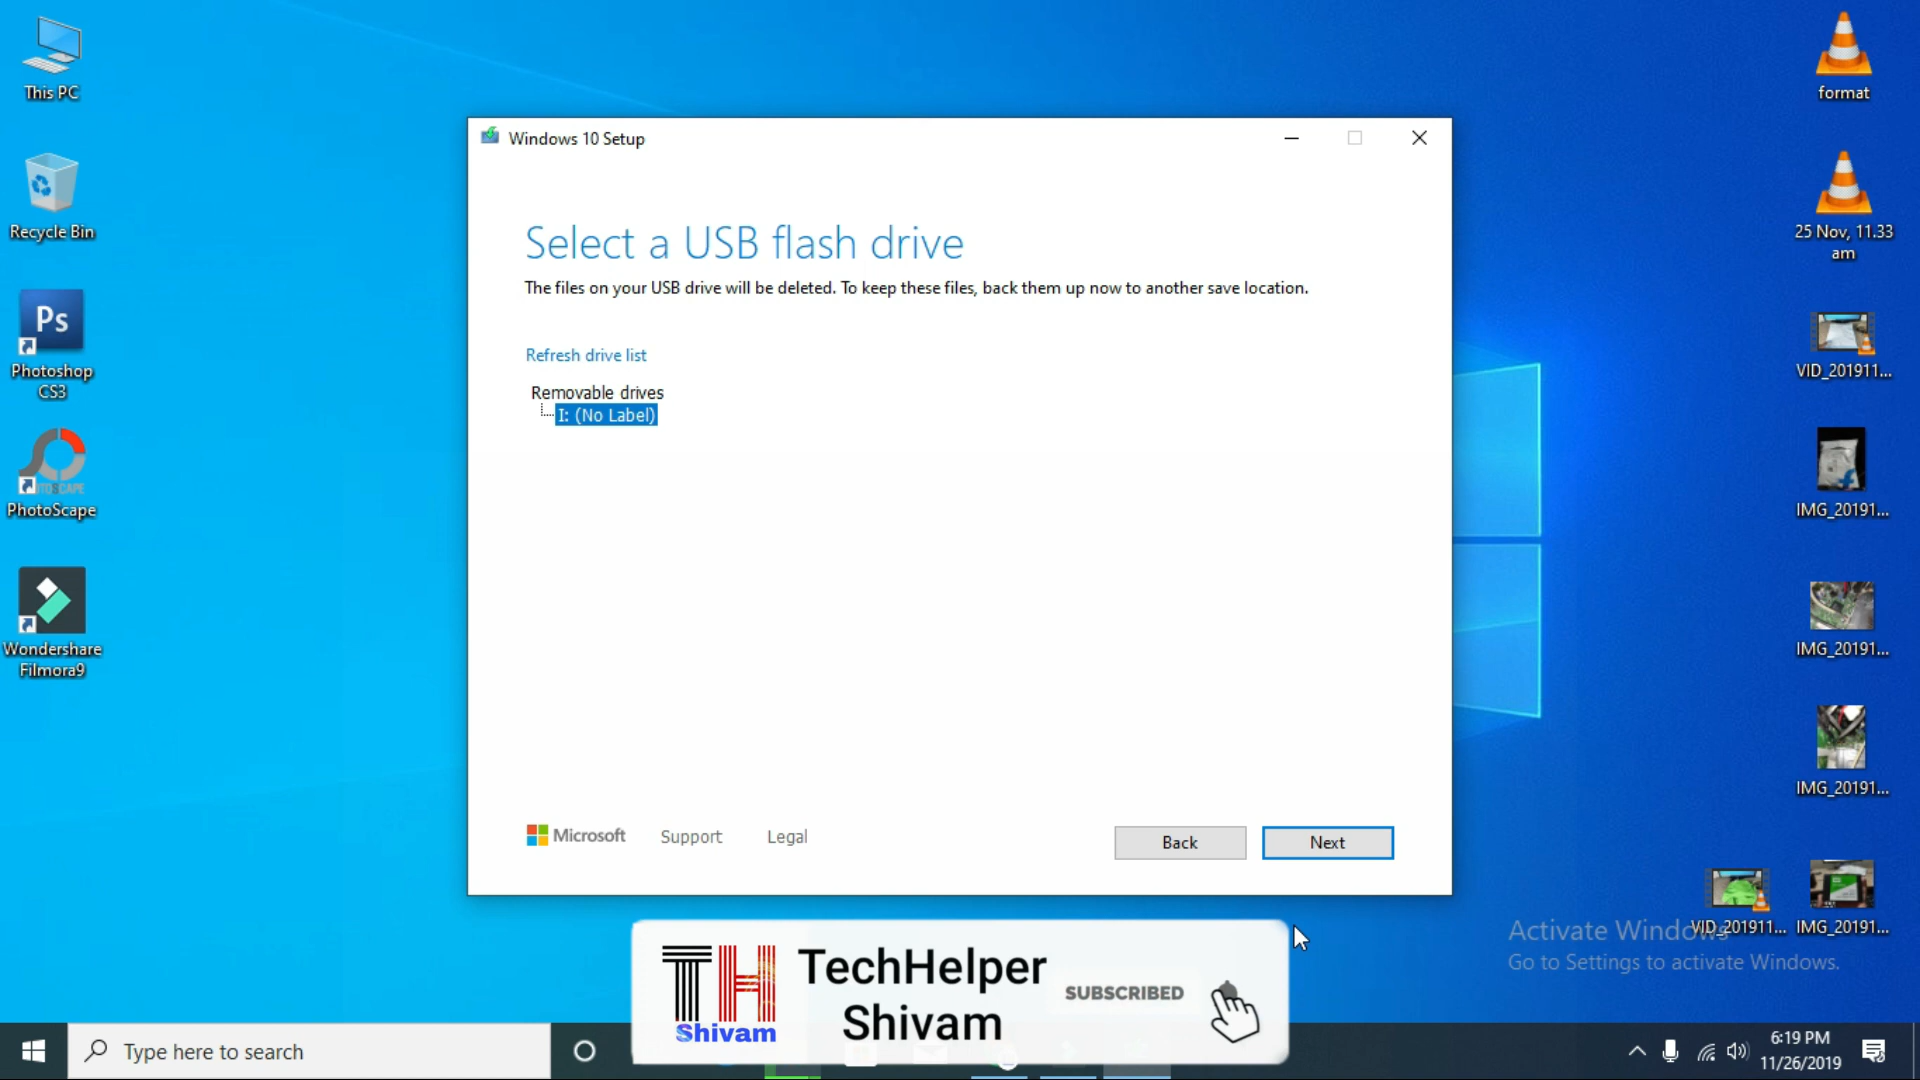 This PC
Recycle Bin
Ps
Photoshop
CS3
PhotoScape
Wondershare
Filmora9
Windows 10 Setup
Select a USB flash drive
The files on your USB drive will be deleted. To keep these files, back them up now to another save location.
Refresh drive list
Removable drives
I: (No Label)
Microsoft
Support
Legal
Back
Next
format
25 Nov, 11.33
am
VID_201911...
IMG_20191...
IMG_20191...
IMG_20191...
VID_201911...
IMG_20191...
Activate Windows
Go to Settings to activate Windows.
TH
Shivam
TechHelper
Shivam
SUBSCRIBED
Type here to search
6:19 PM
11/26/2019